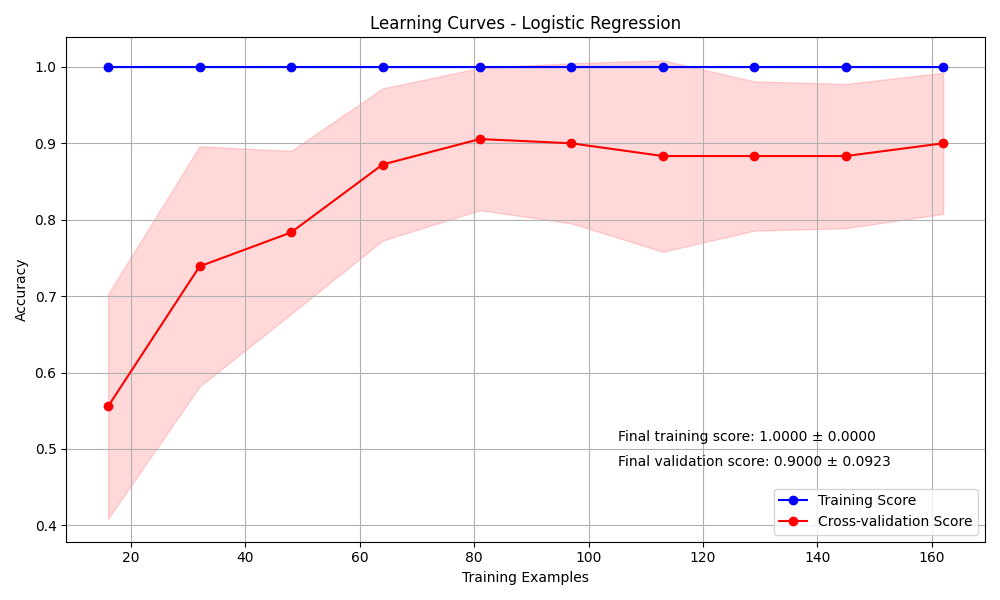 Learning Curves - Logistic Regression
Accuracy
1.0
0.9
0.8
0.7
0.6
0.5
0.4
Final training score: 1.0000 ± 0.0000
Final validation score: 0.9000 ± 0.0923
Training Score
Cross-validation Score
20 40 60 80 100 120 140 160
Training Examples